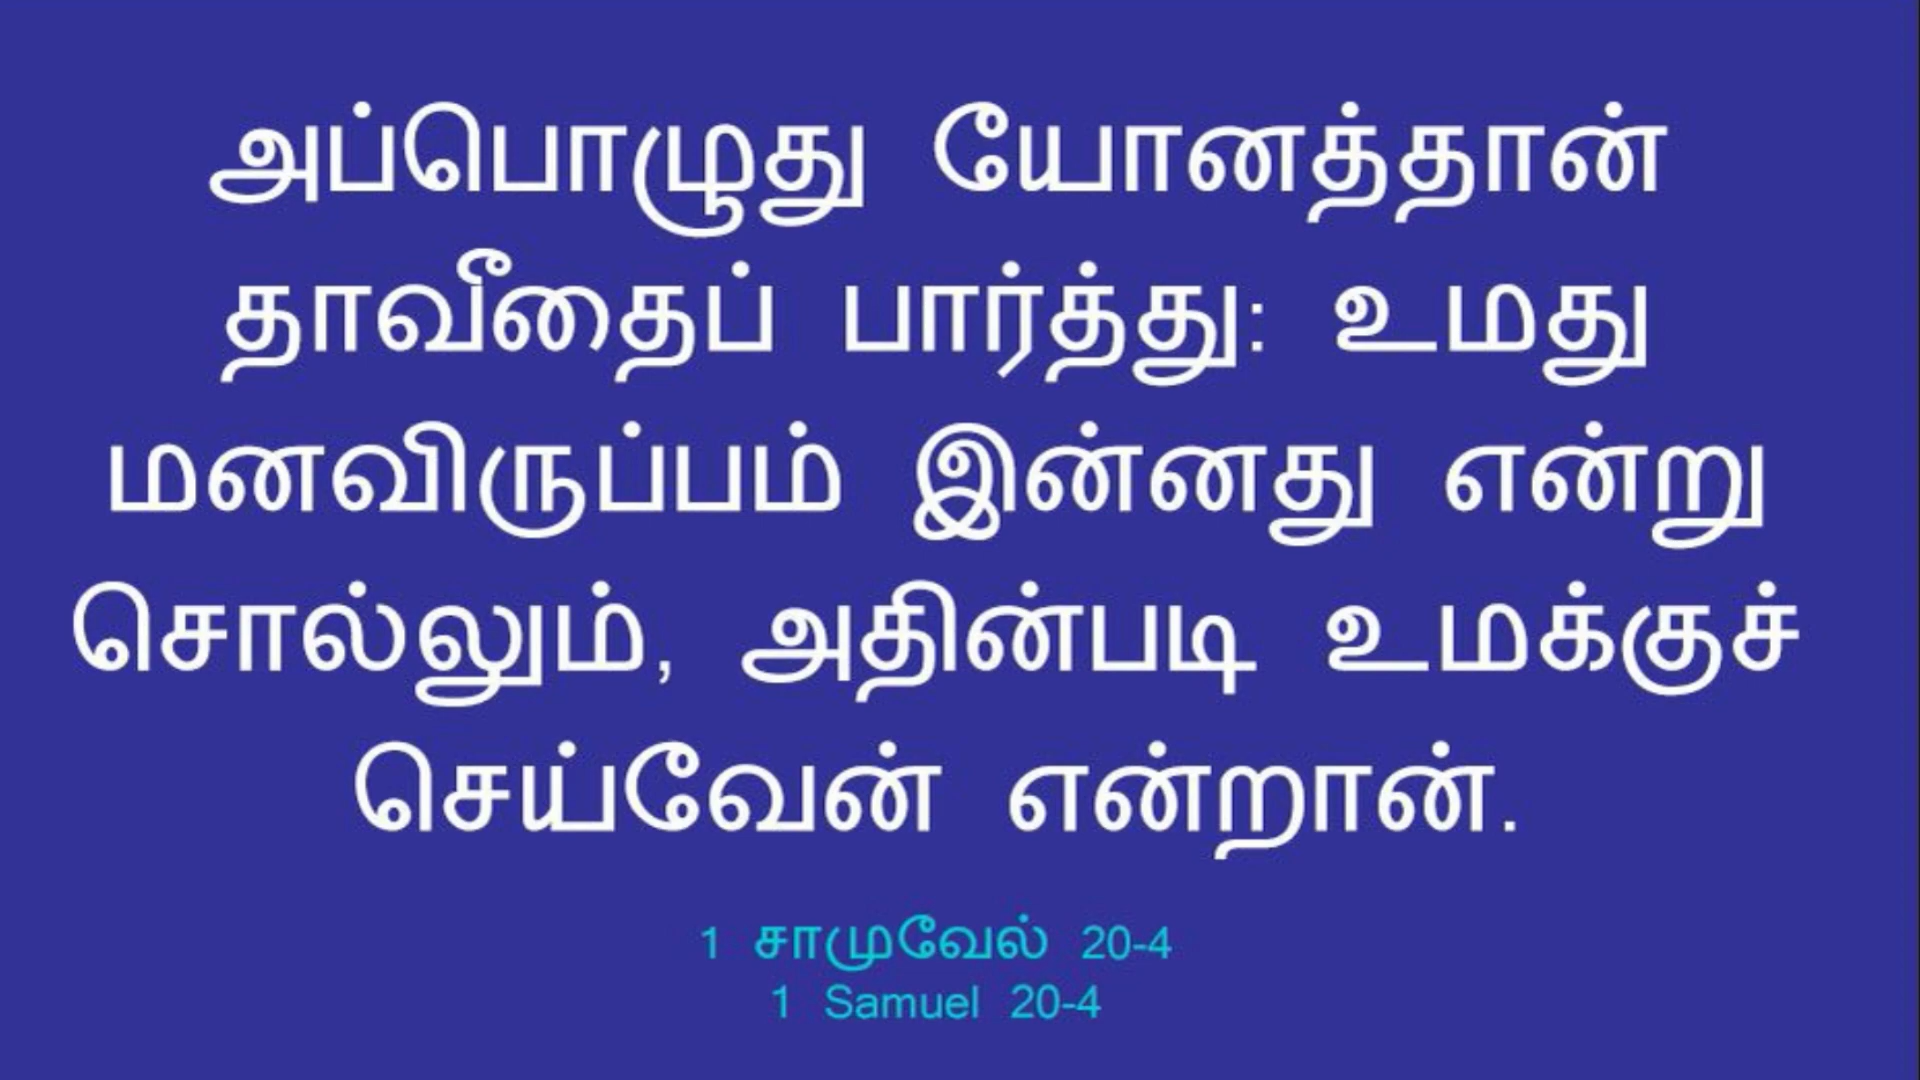 அப்பொழுது யோனத்தான்
தாவீதைப் பார்த்து: உமது
மனவிருப்பம் இன்னது என்று
சொல்லும், அதின்படி உமக்குச்
செய்வேன் என்றான்.
1 சாமுவேல் 20-4
1 Samuel 20-4